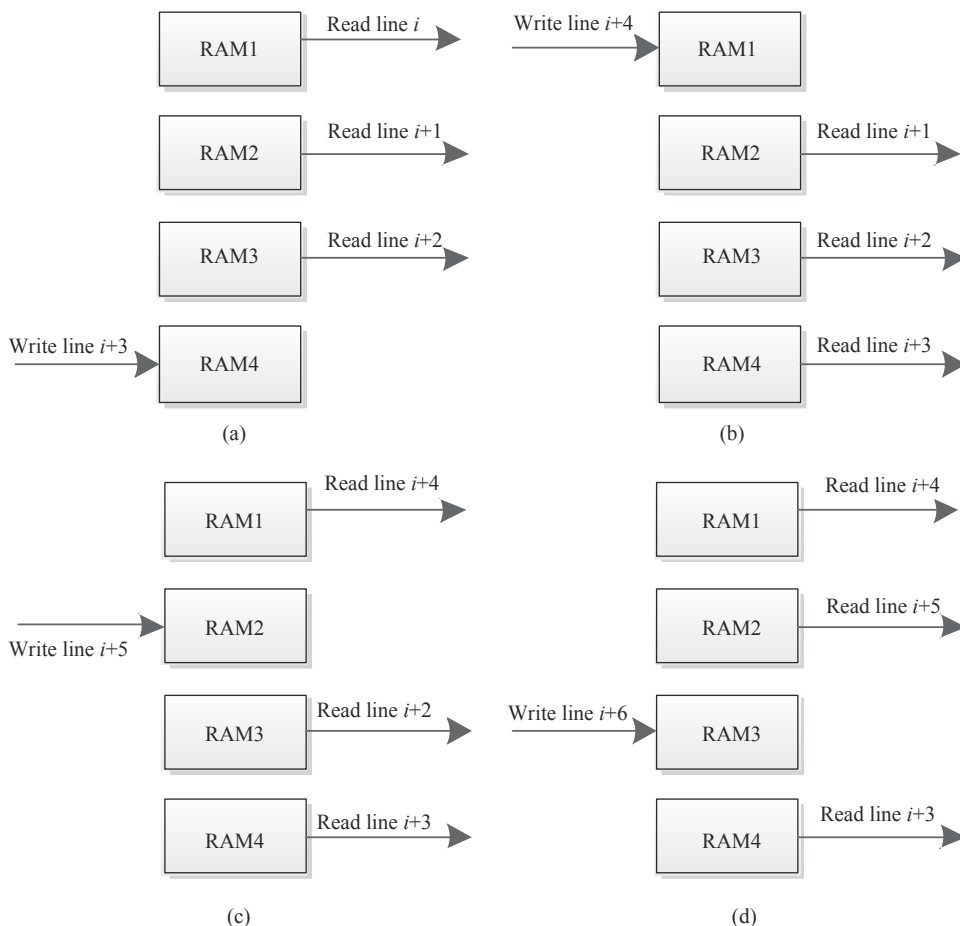 RAM1
Read line i
RAM2
Read line i+1
RAM3
Read line i+2
Write line i+3
RAM4
(a)
Write line i+4
RAM1
RAM2
Read line i+1
RAM3
Read line i+2
RAM4
Read line i+3
(b)
RAM1
Read line i+4
RAM2
Write line i+5
RAM3
Read line i+2
RAM4
Read line i+3
(c)
RAM1
Read line i+4
RAM2
Read line i+5
Write line i+6
RAM3
RAM4
Read line i+3
(d)